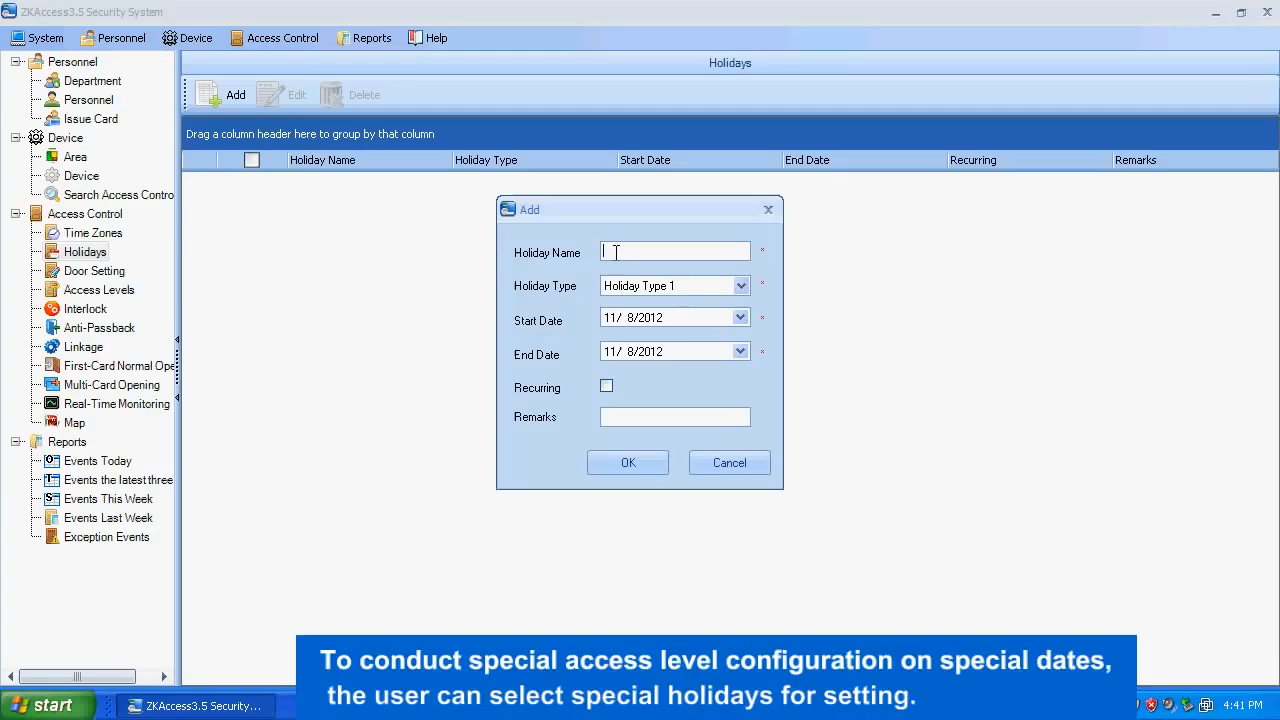 ZKAccess3.5 Security System
System Personnel Device Access Control Reports Help
Personnel
Department
Personnel
Issue Card
Device
Area
Device
Search Access Contro
Access Control
Time Zones
Holidays
Door Setting
Access Levels
Interlock
Anti-Passback
Linkage
First-Card Normal Ope
Multi-Card Opening
Real-Time Monitoring
Map
Reports
Events Today
Events the latest three
Events This Week
Events Last Week
Exception Events
Holidays
Add Edit Delete
Drag a column header here to group by that column
Holiday Name Holiday Type Start Date End Date Recurring Remarks
Add
Holiday Name *
Holiday Type Holiday Type 1 *
Start Date 11/ 8/2012 *
End Date 11/ 8/2012 *
Recurring
Remarks
OK Cancel
To conduct special access level configuration on special dates,
the user can select special holidays for setting.
start ZKAccess3.5 Security... 4:41 PM